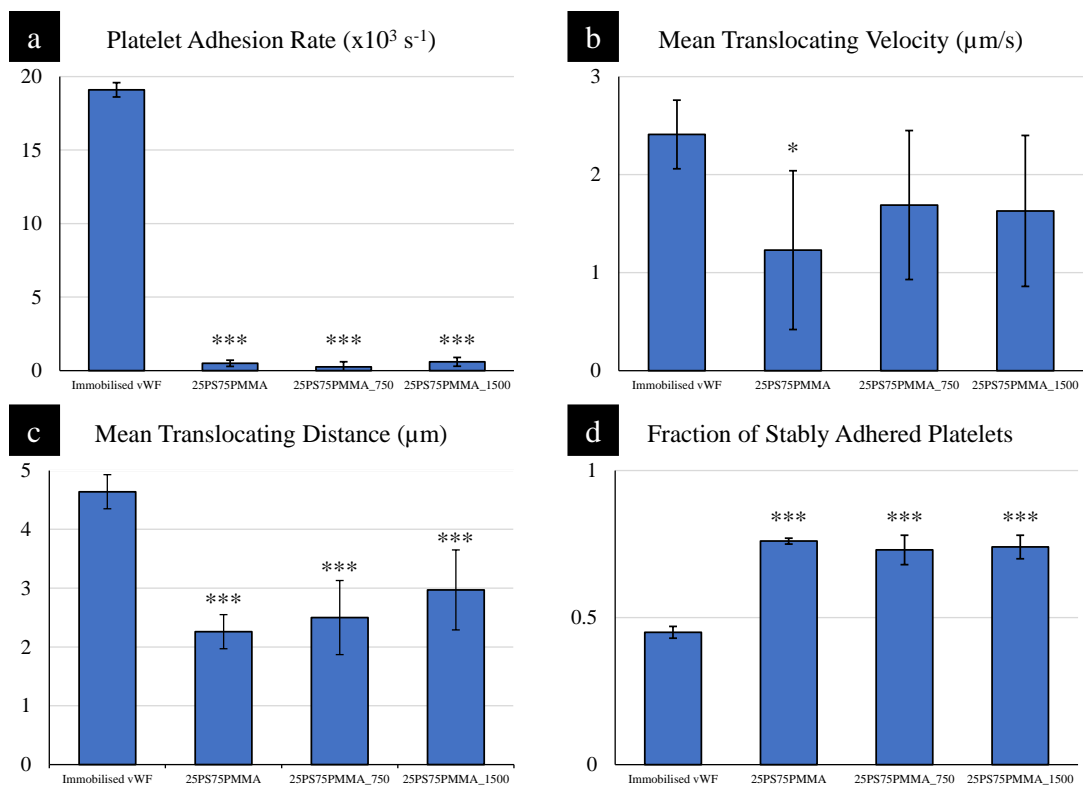 a
Platelet Adhesion Rate (x10³ s⁻¹)
20
15
10
5
0
***
***
***
Immobilised vWF
25PS75PMMA
25PS75PMMA_750
25PS75PMMA_1500
b
Mean Translocating Velocity (µm/s)
3
2
1
0
*
Immobilised vWF
25PS75PMMA
25PS75PMMA_750
25PS75PMMA_1500
c
Mean Translocating Distance (µm)
5
4
3
2
1
0
***
***
***
Immobilised vWF
25PS75PMMA
25PS75PMMA_750
25PS75PMMA_1500
d
Fraction of Stably Adhered Platelets
1
0.5
0
***
***
***
Immobilised vWF
25PS75PMMA
25PS75PMMA_750
25PS75PMMA_1500